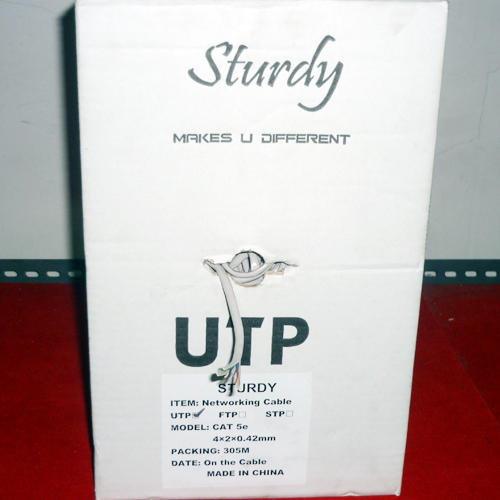 Sturdy
MAKES U DIFFERENT
UTP
STURDY
ITEM: Networking Cable
UTP☑ FTP☐ STP☐
MODEL: CAT 5e
4×2×0.42mm
PACKING: 305M
DATE: On the Cable
MADE IN CHINA